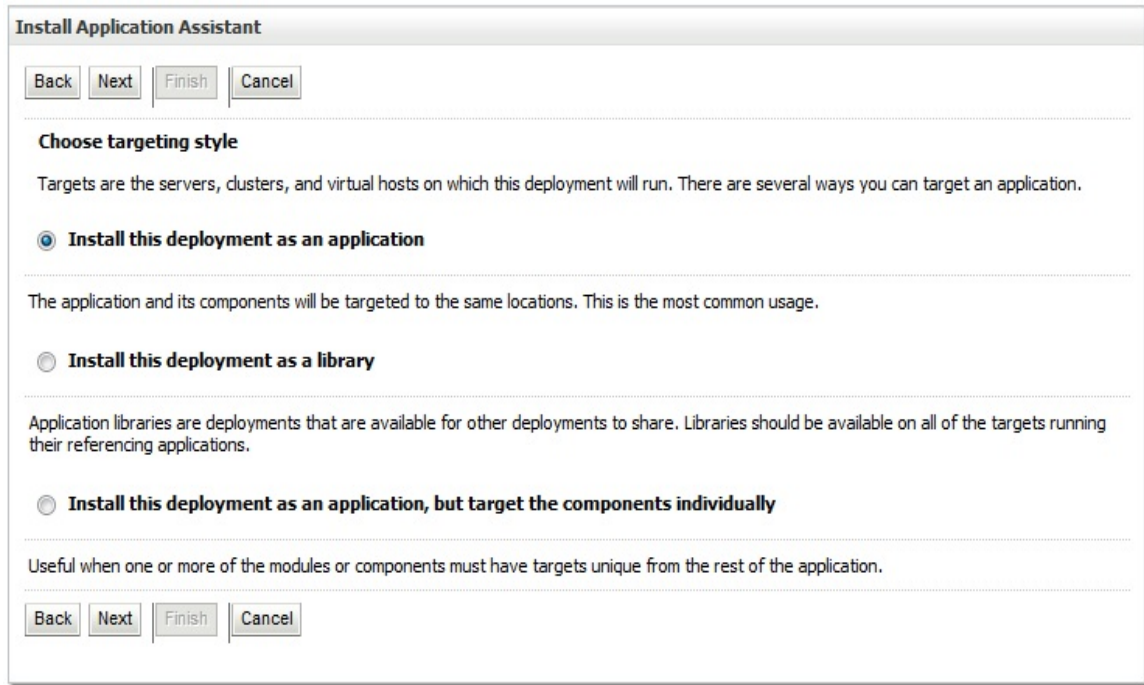 Install Application Assistant
Back Next Finish Cancel
Choose targeting style
Targets are the servers, clusters, and virtual hosts on which this deployment will run. There are several ways you can target an application.
Install this deployment as an application
The application and its components will be targeted to the same locations. This is the most common usage.
Install this deployment as a library
Application libraries are deployments that are available for other deployments to share. Libraries should be available on all of the targets running
their referencing applications.
Install this deployment as an application, but target the components individually
Useful when one or more of the modules or components must have targets unique from the rest of the application.
Back Next Finish Cancel